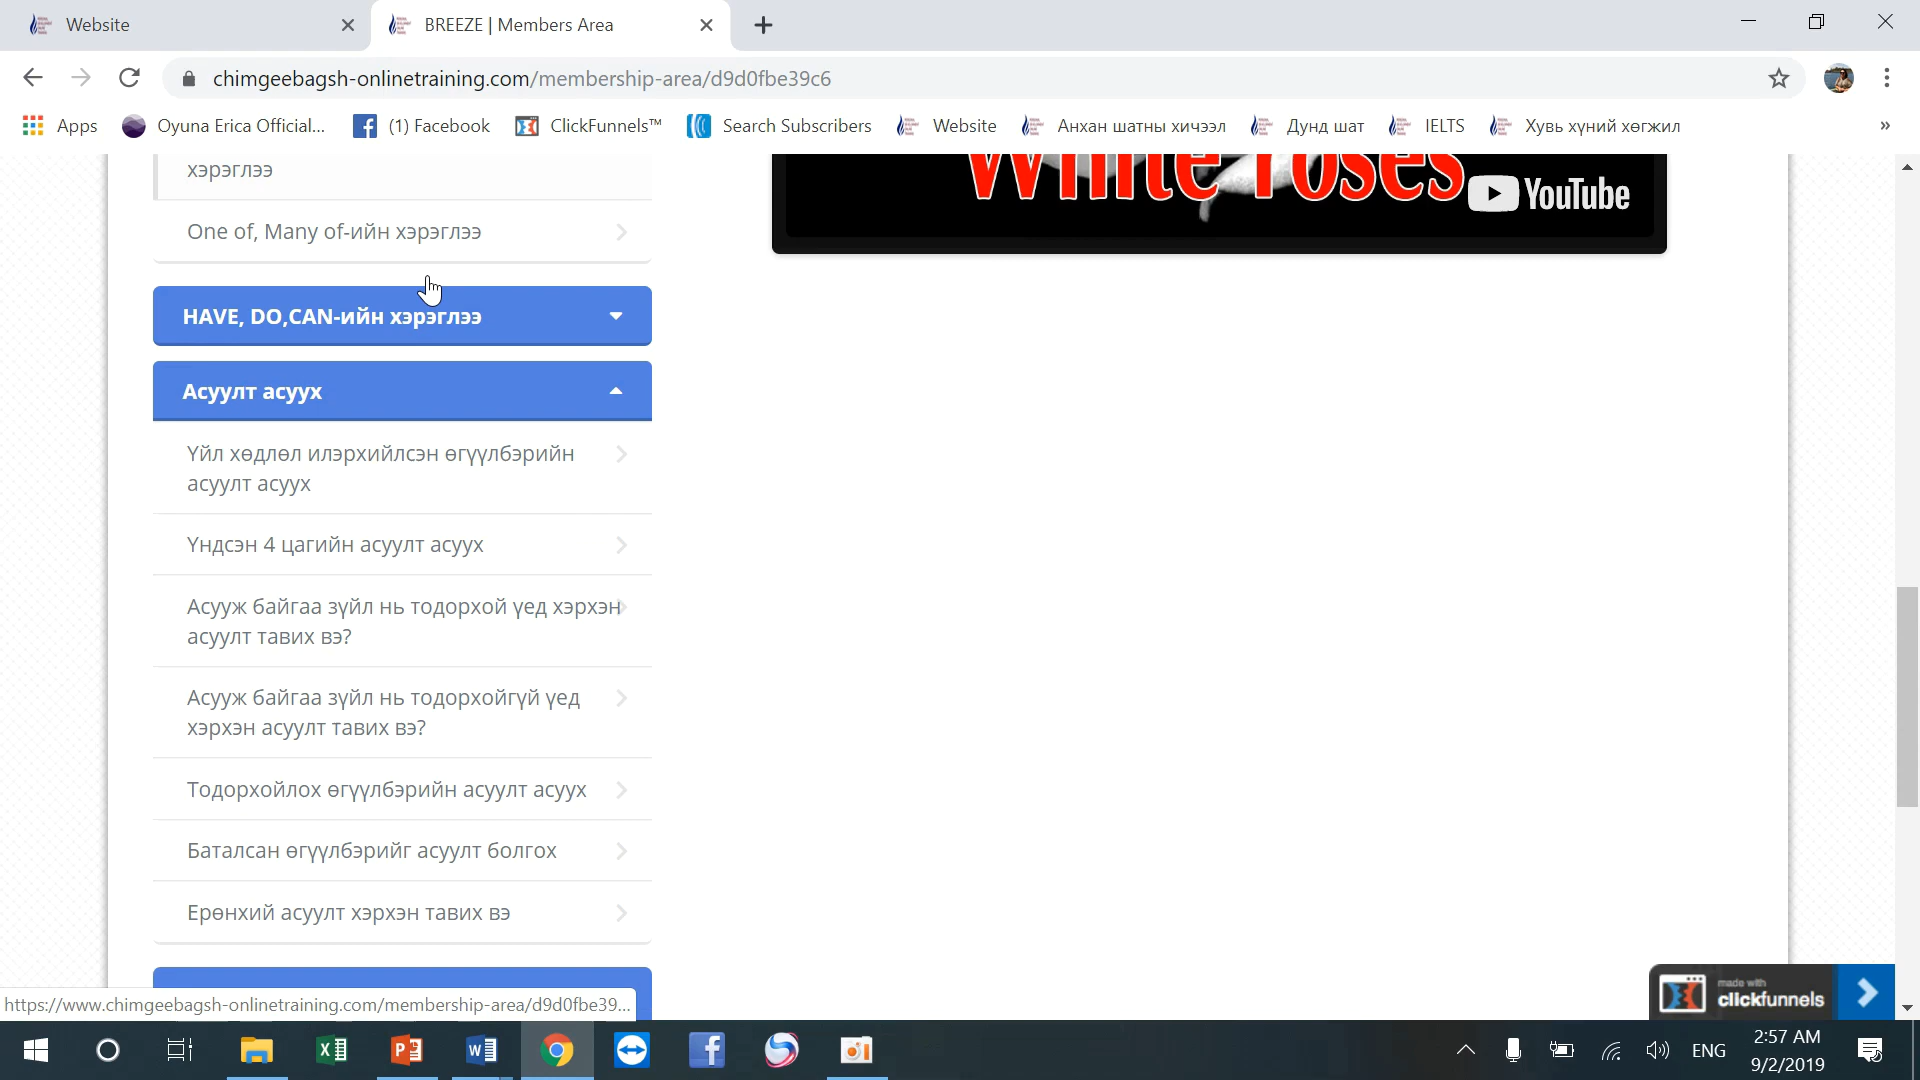 Website
BREEZE | Members Area
chimgeebagsh-onlinetraining.com/membership-area/d9d0fbe39c6
Apps
Oyuna Erica Official...
(1) Facebook
ClickFunnels™
Search Subscribers
Website
Анхан шатны хичээл
Дунд шат
IELTS
Хувь хүний хөгжил
»
хэрэглээ
One of, Many of-ийн хэрэглээ
White roses
YouTube
HAVE, DO,CAN-ийн хэрэглээ
Асуулт асуух
Үйл хөдлөл илэрхийлсэн өгүүлбэрийн
асуулт асуух
Үндсэн 4 цагийн асуулт асуух
Асууж байгаа зүйл нь тодорхой үед хэрхэн
асуулт тавих вэ?
Асууж байгаа зүйл нь тодорхойгүй үед
хэрхэн асуулт тавих вэ?
Тодорхойлох өгүүлбэрийн асуулт асуух
Баталсан өгүүлбэрийг асуулт болгох
Ерөнхий асуулт хэрхэн тавих вэ
made with
clickfunnels
https://www.chimgeebagsh-onlinetraining.com/membership-area/d9d0fbe39...
ENG
2:57 AM
9/2/2019